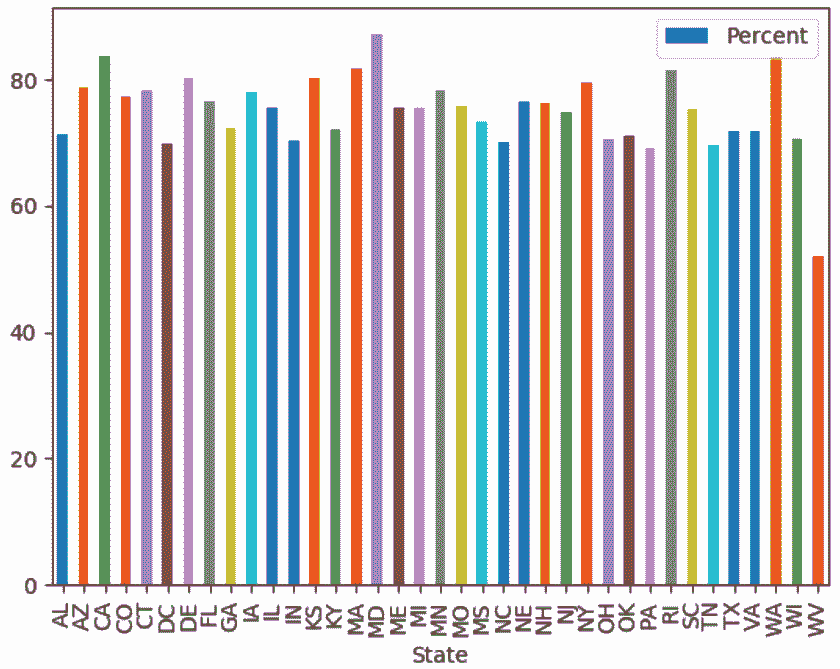 Percent
80
60
40
20
0
AL AZ CA CO CT DC DE FL GA IA IL IN KS KY MA MD ME MI MN MO MS NC NE NH NJ NY OH OK PA RI SC TN TX VA WA WI WV
State